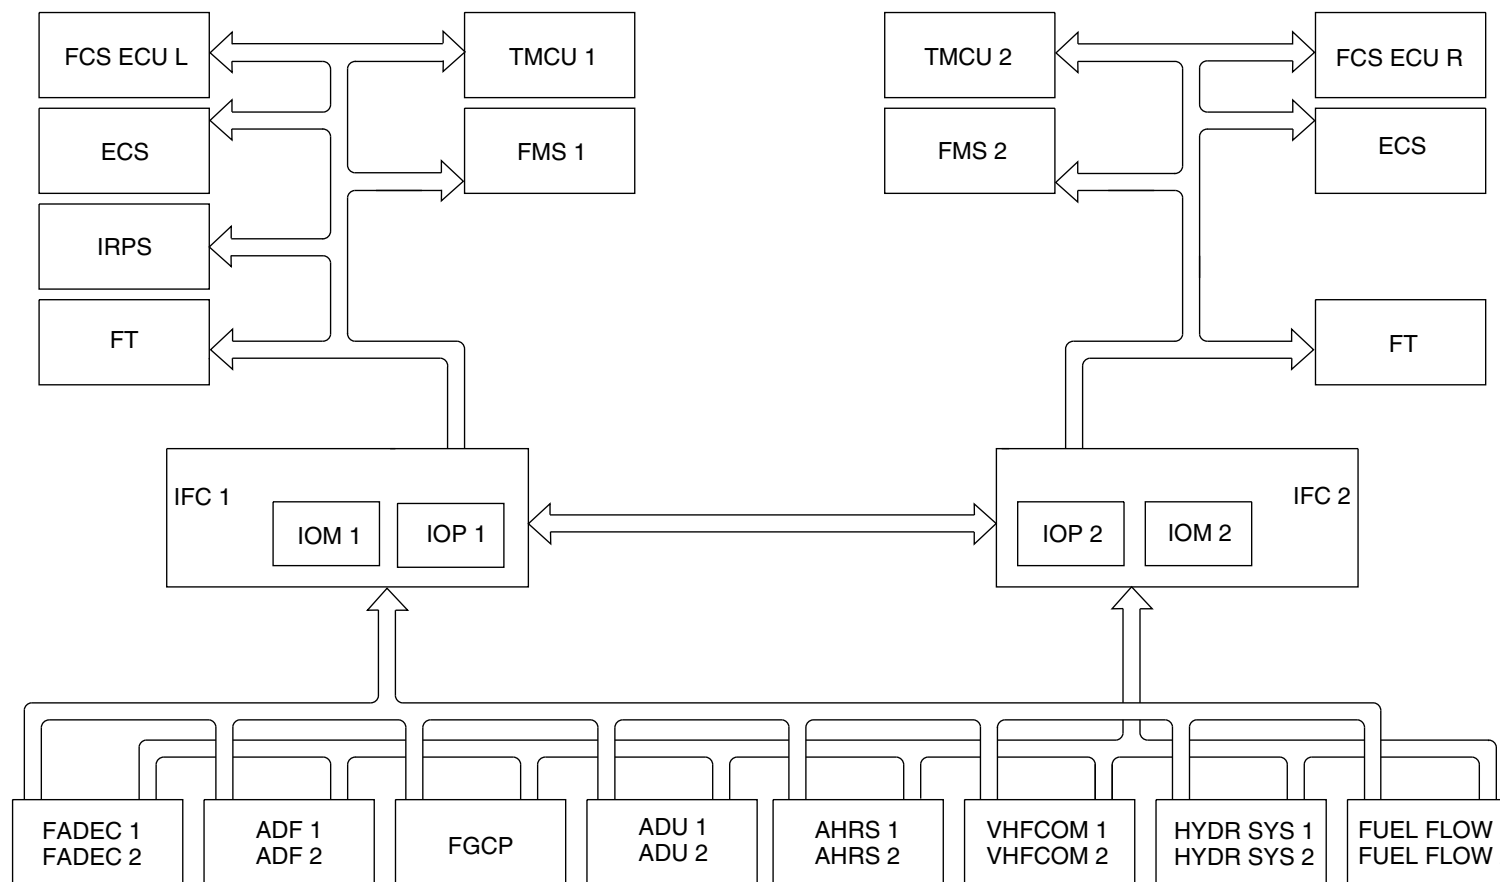 FCS ECU L
TMCU 1
TMCU 2
FCS ECU R
ECS
FMS 1
FMS 2
ECS
IRPS
FT
FT
IFC 1
IOM 1
IOP 1
IOP 2
IOM 2
IFC 2
FADEC 1
FADEC 2
ADF 1
ADF 2
FGCP
ADU 1
ADU 2
AHRS 1
AHRS 2
VHFCOM 1
VHFCOM 2
HYDR SYS 1
HYDR SYS 2
FUEL FLOW
FUEL FLOW